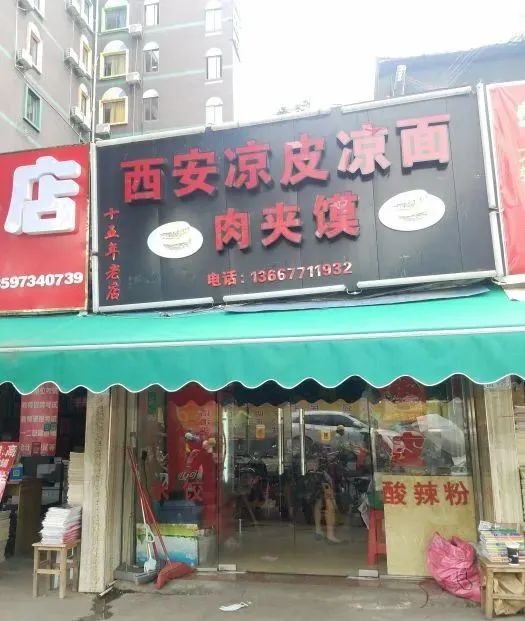 西安凉皮凉面
肉夹馍
十五年老店
电话：13667711932
店
597340739
酸辣粉
饺